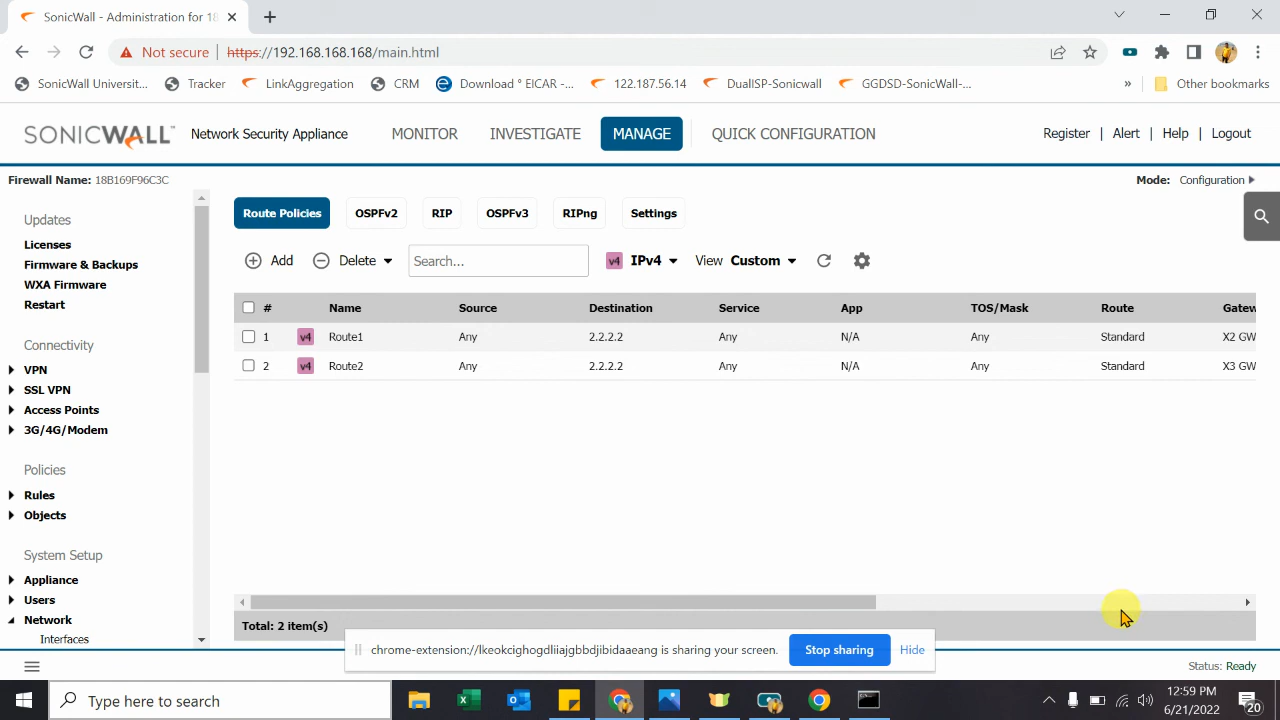 SonicWall - Administration for 18
Not secure
https://192.168.168.168/main.html
SonicWall Universit...
Tracker
LinkAggregation
CRM
Download ° EICAR -...
122.187.56.14
DualISP-Sonicwall
GGDSD-SonicWall-...
»
Other bookmarks
SONICWALL
Network Security Appliance
MONITOR
INVESTIGATE
MANAGE
QUICK CONFIGURATION
Register | Alert | Help | Logout
Firewall Name: 18B169F96C3C
Mode: Configuration
Updates
Licenses
Firmware & Backups
WXA Firmware
Restart
Connectivity
VPN
SSL VPN
Access Points
3G/4G/Modem
Policies
Rules
Objects
System Setup
Appliance
Users
Network
Interfaces
Route Policies
OSPFv2
RIP
OSPFv3
RIPng
Settings
Add
Delete
Search...
v4 IPv4
View Custom
# Name Source Destination Service App TOS/Mask Route Gatew
1 v4 Route1 Any 2.2.2.2 Any N/A Any Standard X2 GW
2 v4 Route2 Any 2.2.2.2 Any N/A Any Standard X3 GW
Total: 2 item(s)
chrome-extension://lkeokcighogdliiajgbbdjibidaaeang is sharing your screen.
Stop sharing
Hide
Status: Ready
Type here to search
12:59 PM
6/21/2022
20